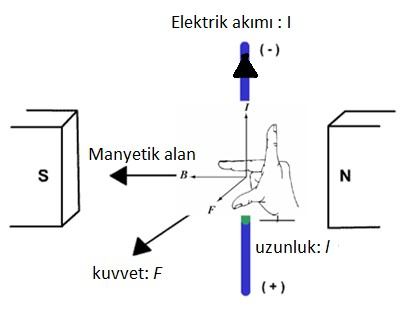 Elektrik akımı : I
(-)
I
Manyetik alan
S
B
N
F
uzunluk: l
kuvvet: F
(+)